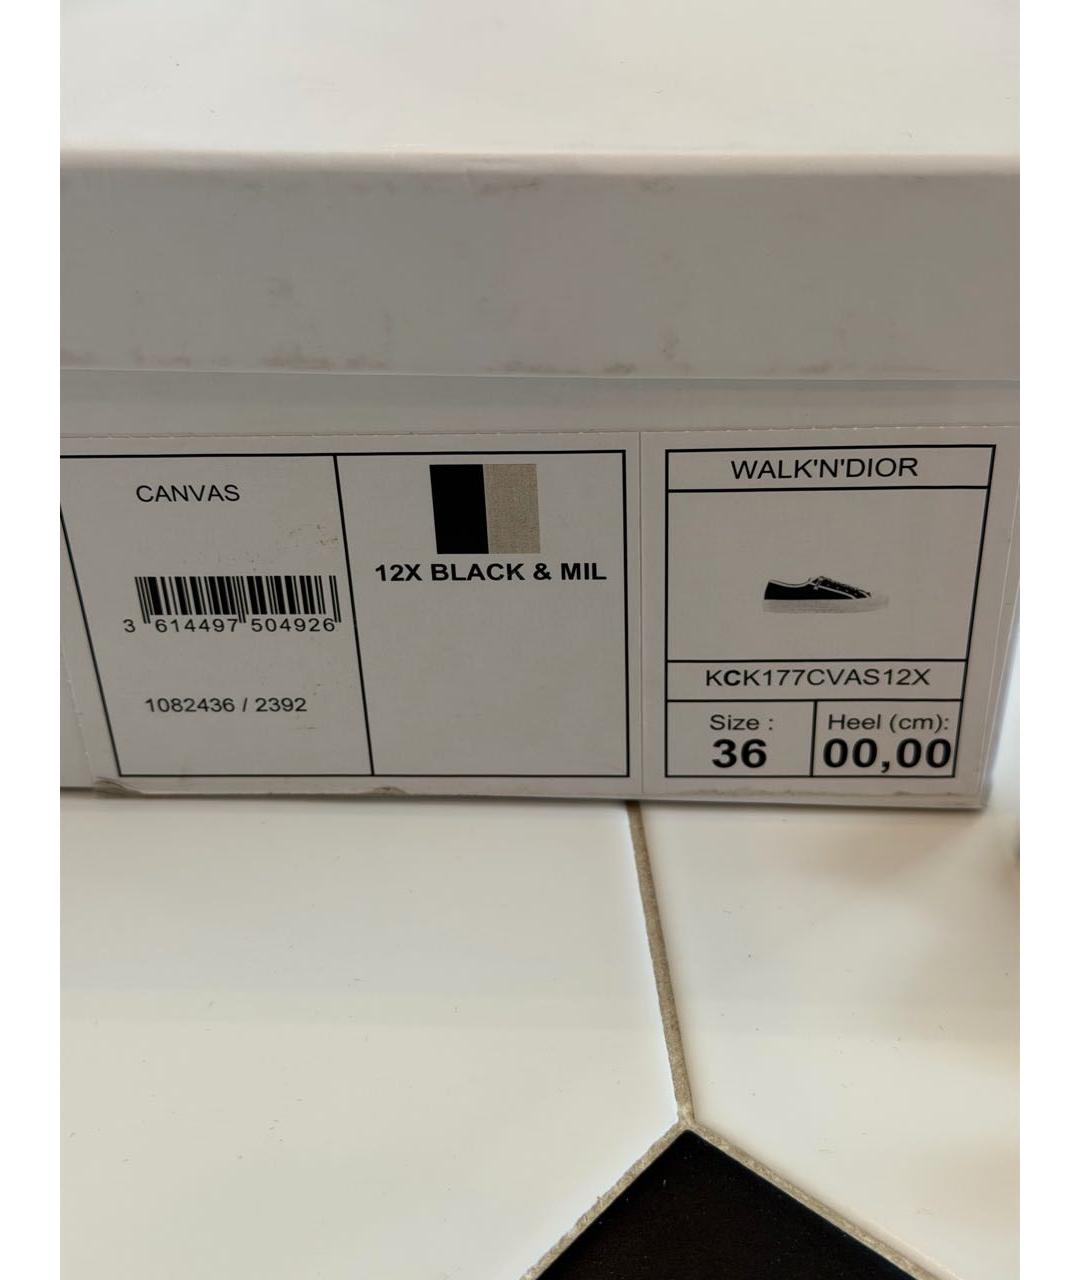 CANVAS
3 614497 504926
1082436 / 2392
12X BLACK & MIL
WALK'N'DIOR
KCK177CVAS12X
Size :
36
Heel (cm):
00,00